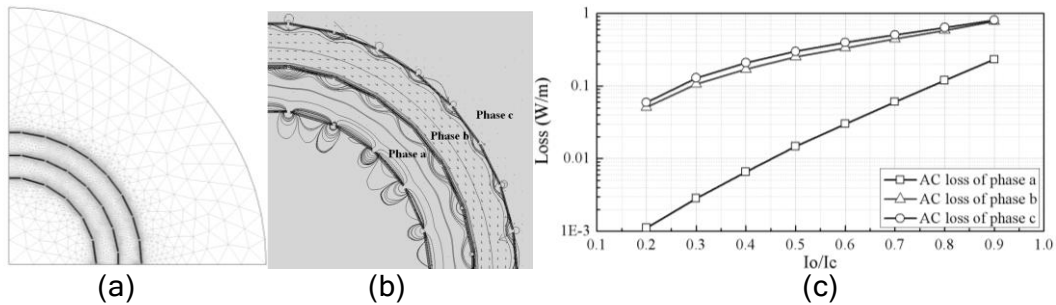 Phase c
Phase b
Phase a
1
0.1
0.01
1E-3
Loss (W/m)
AC loss of phase a
AC loss of phase b
AC loss of phase c
0.1 0.2 0.3 0.4 0.5 0.6 0.7 0.8 0.9 1.0
Io/Ic
(a) (b) (c)